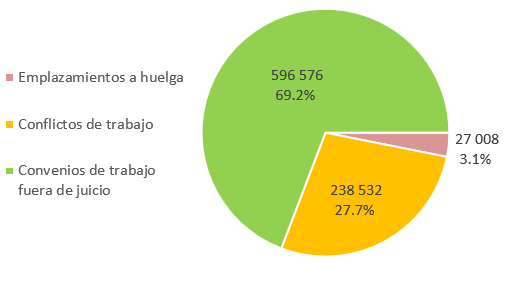 Emplazamientos a huelga
Conflictos de trabajo
Convenios de trabajo
fuera de juicio
596 576
69.2%
27 008
3.1%
238 532
27.7%